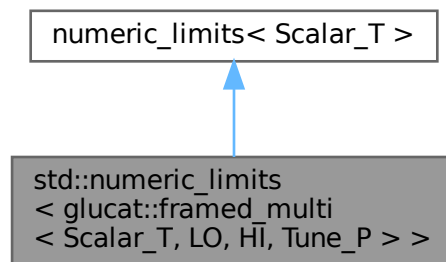 numeric_limits< Scalar_T >
std::numeric_limits
< glucat::framed_multi
< Scalar_T, LO, HI, Tune_P > >